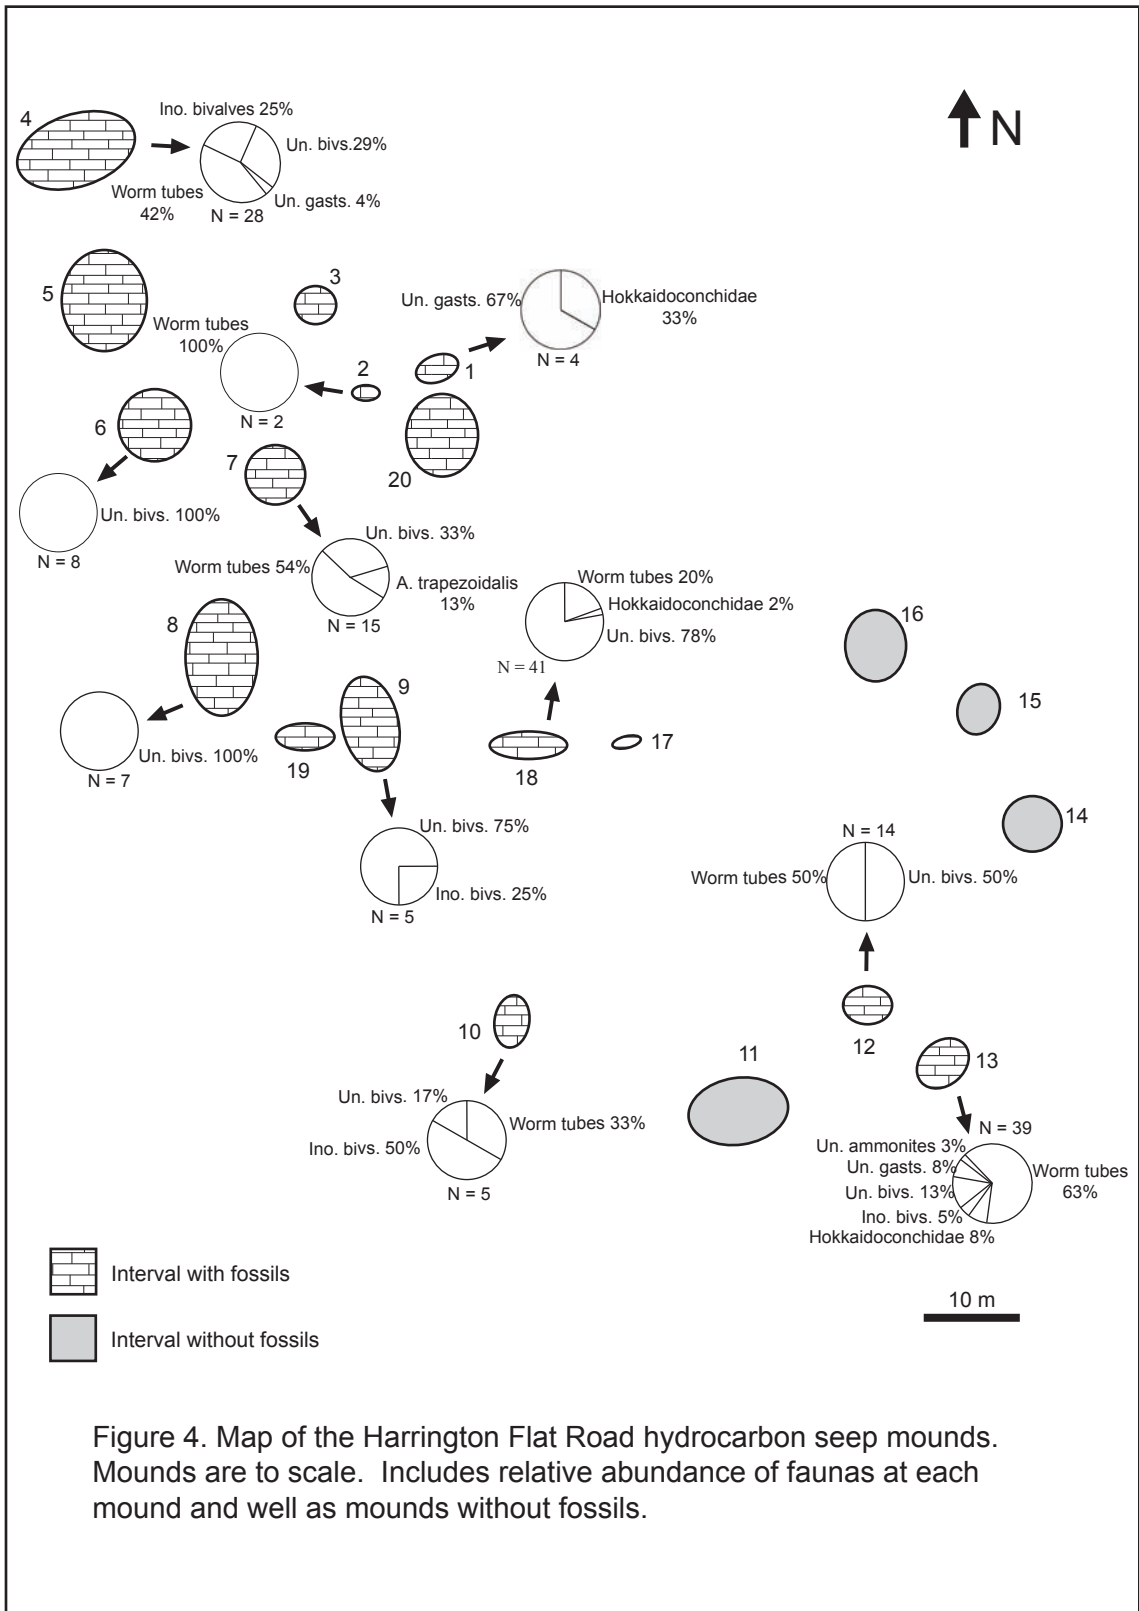 4
Ino. bivalves 25%
Un. bivs.29%
Worm tubes
42%
Un. gasts. 4%
N = 28
N
5
3
Worm tubes
100%
N = 2
2
Un. gasts. 67%
Hokkaidoconchidae
33%
N = 4
1
6
Un. bivs. 100%
N = 8
7
20
Un. bivs. 33%
Worm tubes 54%
A. trapezoidalis
13%
N = 15
Worm tubes 20%
Hokkaidoconchidae 2%
Un. bivs. 78%
N = 41
16
15
8
9
Un. bivs. 100%
N = 7
19
18
17
14
Un. bivs. 75%
Ino. bivs. 25%
N = 5
N = 14
Worm tubes 50%
Un. bivs. 50%
10
12
11
13
Un. bivs. 17%
Worm tubes 33%
Ino. bivs. 50%
N = 5
N = 39
Un. ammonites 3%
Un. gasts. 8%
Worm tubes
63%
Un. bivs. 13%
Ino. bivs. 5%
Hokkaidoconchidae 8%
Interval with fossils
10 m
Interval without fossils
Figure 4. Map of the Harrington Flat Road hydrocarbon seep mounds.
Mounds are to scale.  Includes relative abundance of faunas at each
mound and well as mounds without fossils.